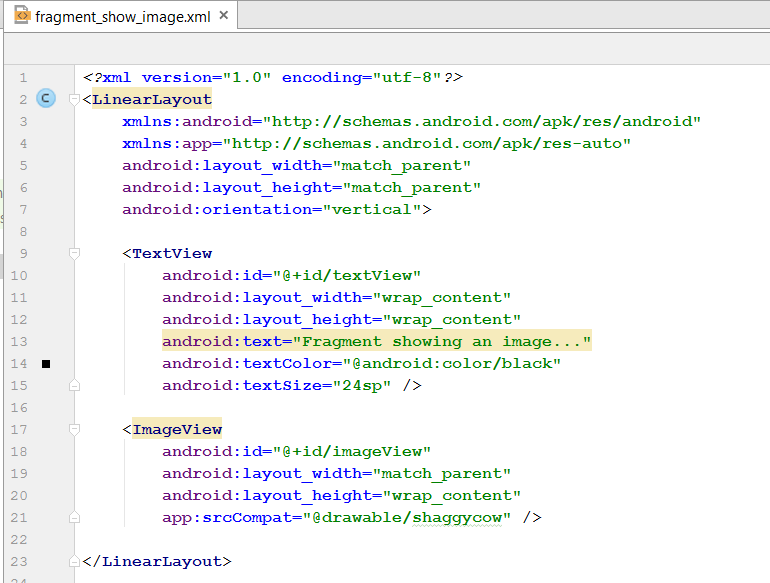 fragment_show_image.xml ×
1 <?xml version="1.0" encoding="utf-8"?>
2 C <LinearLayout
3 xmlns:android="http://schemas.android.com/apk/res/android"
4 xmlns:app="http://schemas.android.com/apk/res-auto"
5 android:layout_width="match_parent"
6 android:layout_height="match_parent"
7 android:orientation="vertical">
8
9 <TextView
10 android:id="@+id/textView"
11 android:layout_width="wrap_content"
12 android:layout_height="wrap_content"
13 android:text="Fragment showing an image..."
14 android:textColor="@android:color/black"
15 android:textSize="24sp" />
16
17 <ImageView
18 android:id="@+id/imageView"
19 android:layout_width="match_parent"
20 android:layout_height="wrap_content"
21 app:srcCompat="@drawable/shaggycow" />
22
23 </LinearLayout>